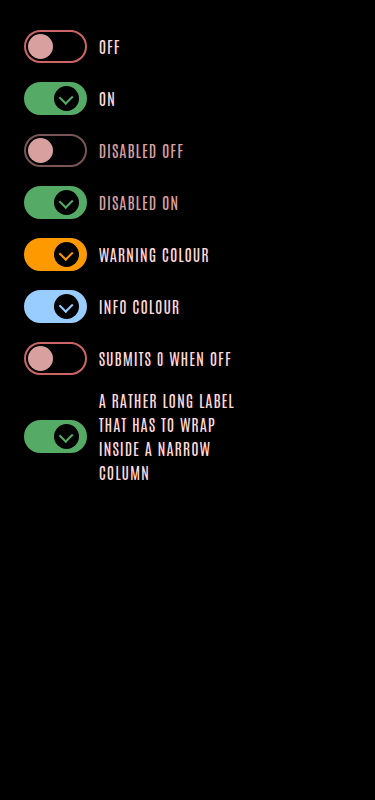 OFF
ON
DISABLED OFF
DISABLED ON
WARNING COLOUR
INFO COLOUR
SUBMITS 0 WHEN OFF
A RATHER LONG LABEL
THAT HAS TO WRAP
INSIDE A NARROW
COLUMN